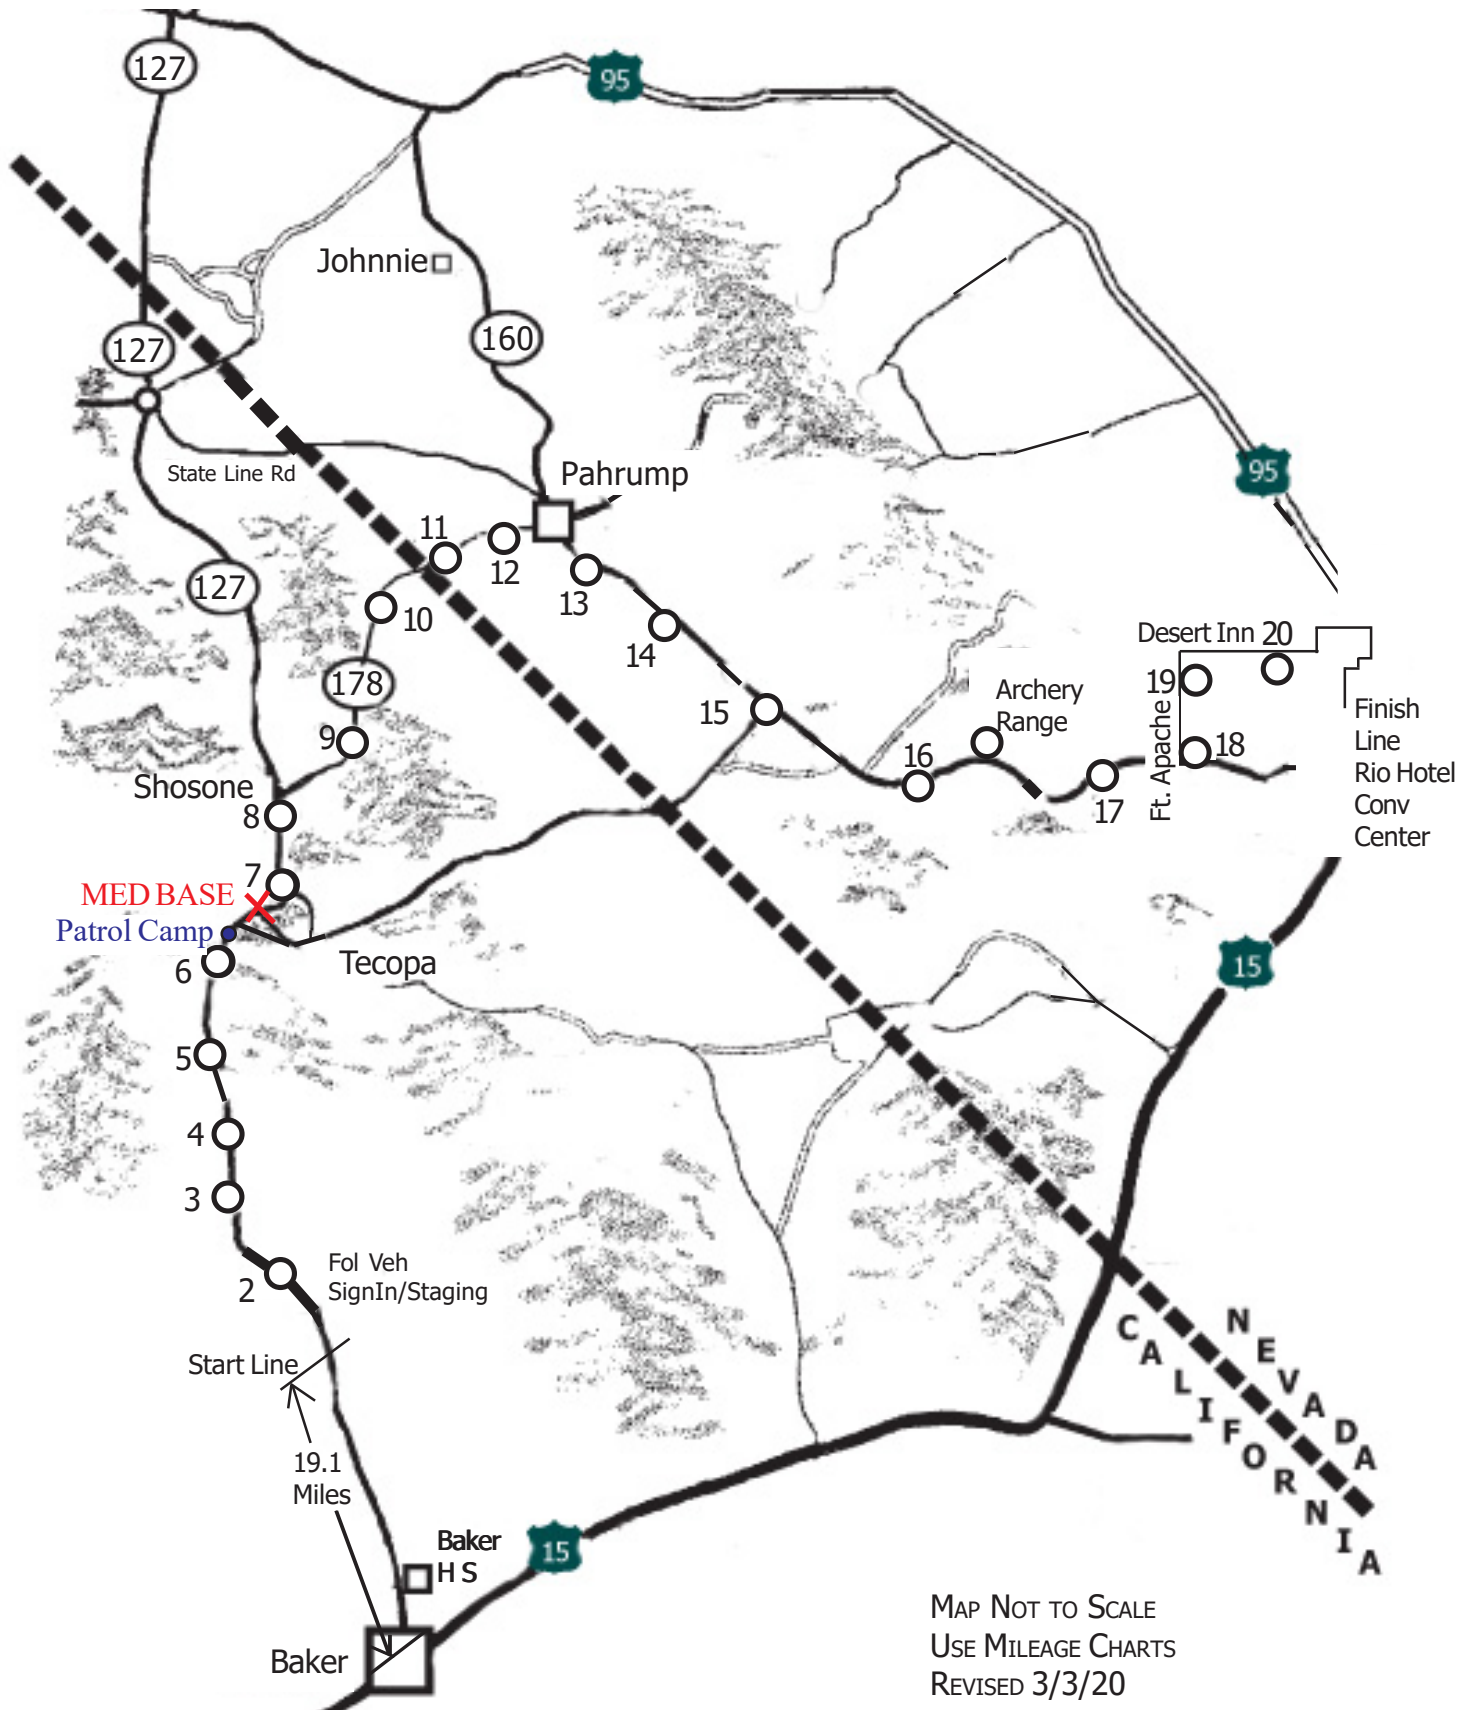 127
95
Johnnie
160
127
State Line Rd
Pahrump
95
11
12
127
13
10
14
Desert Inn 20
178
19
Archery
Range
15
9
Ft. Apache
Finish
Line
Rio Hotel
Conv
Center
18
16
17
Shosone
8
7
MED BASE
Patrol Camp
6
Tecopa
15
5
4
3
2
Fol Veh
SignIn/Staging
NEVADA
CALIFORNIA
Start Line
19.1
Miles
Baker
H S
15
Baker
MAP NOT TO SCALE
USE MILEAGE CHARTS
REVISED 3/3/20